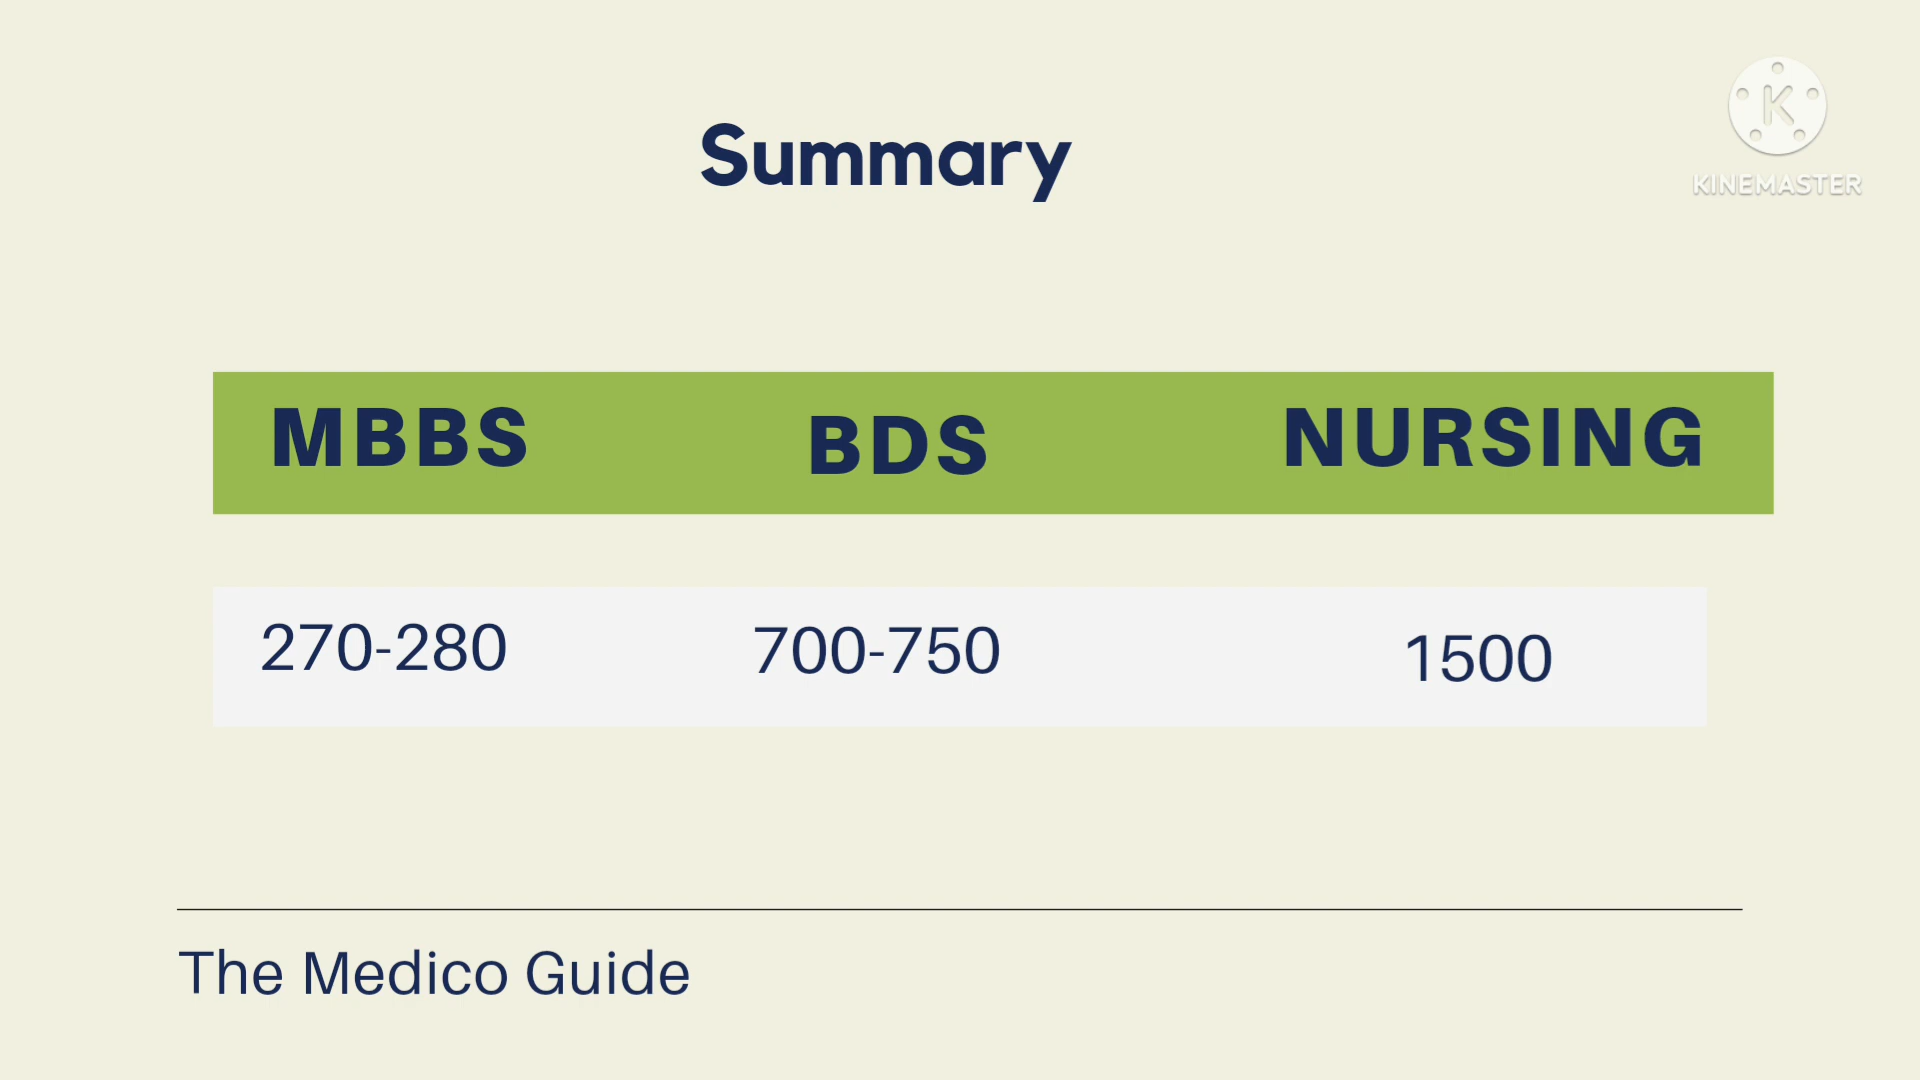 Summary
K
KINEMASTER
MBBS BDS NURSING
270-280 700-750 1500
The Medico Guide